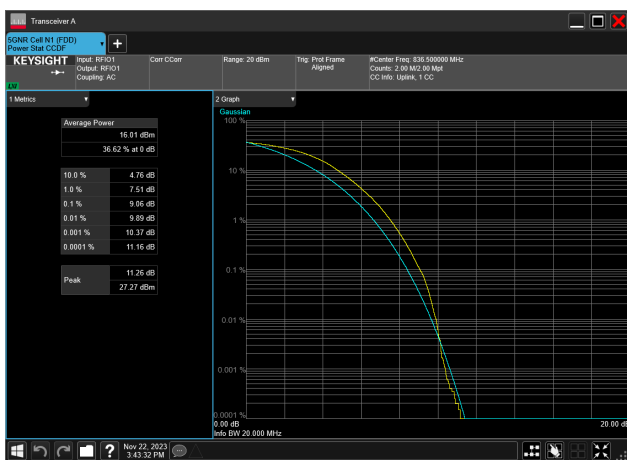 Transceiver A
5GNR Cell N1 (FDD)
Power Stat CCDF
KEYSIGHT
LXI
Input: RFIO1
Output: RFIO1
Coupling: AC
Corr CCorr
Range: 20 dBm
Trig: Prot Frame
Aligned
#Center Freq: 836.500000 MHz
Counts: 2.00 M/2.00 Mpt
CC Info: Uplink, 1 CC
1 Metrics
Average Power
16.01 dBm
36.62 % at 0 dB
10.0 % 4.76 dB
1.0 % 7.51 dB
0.1 % 9.06 dB
0.01 % 9.89 dB
0.001 % 10.37 dB
0.0001 % 11.16 dB
Peak
11.26 dB
27.27 dBm
2 Graph
Gaussian
100 %
10 %
1 %
0.1 %
0.01 %
0.001 %
0.0001 %
0.00 dB
20.00 dB
Info BW 20.000 MHz
Nov 22, 2023
3:43:32 PM